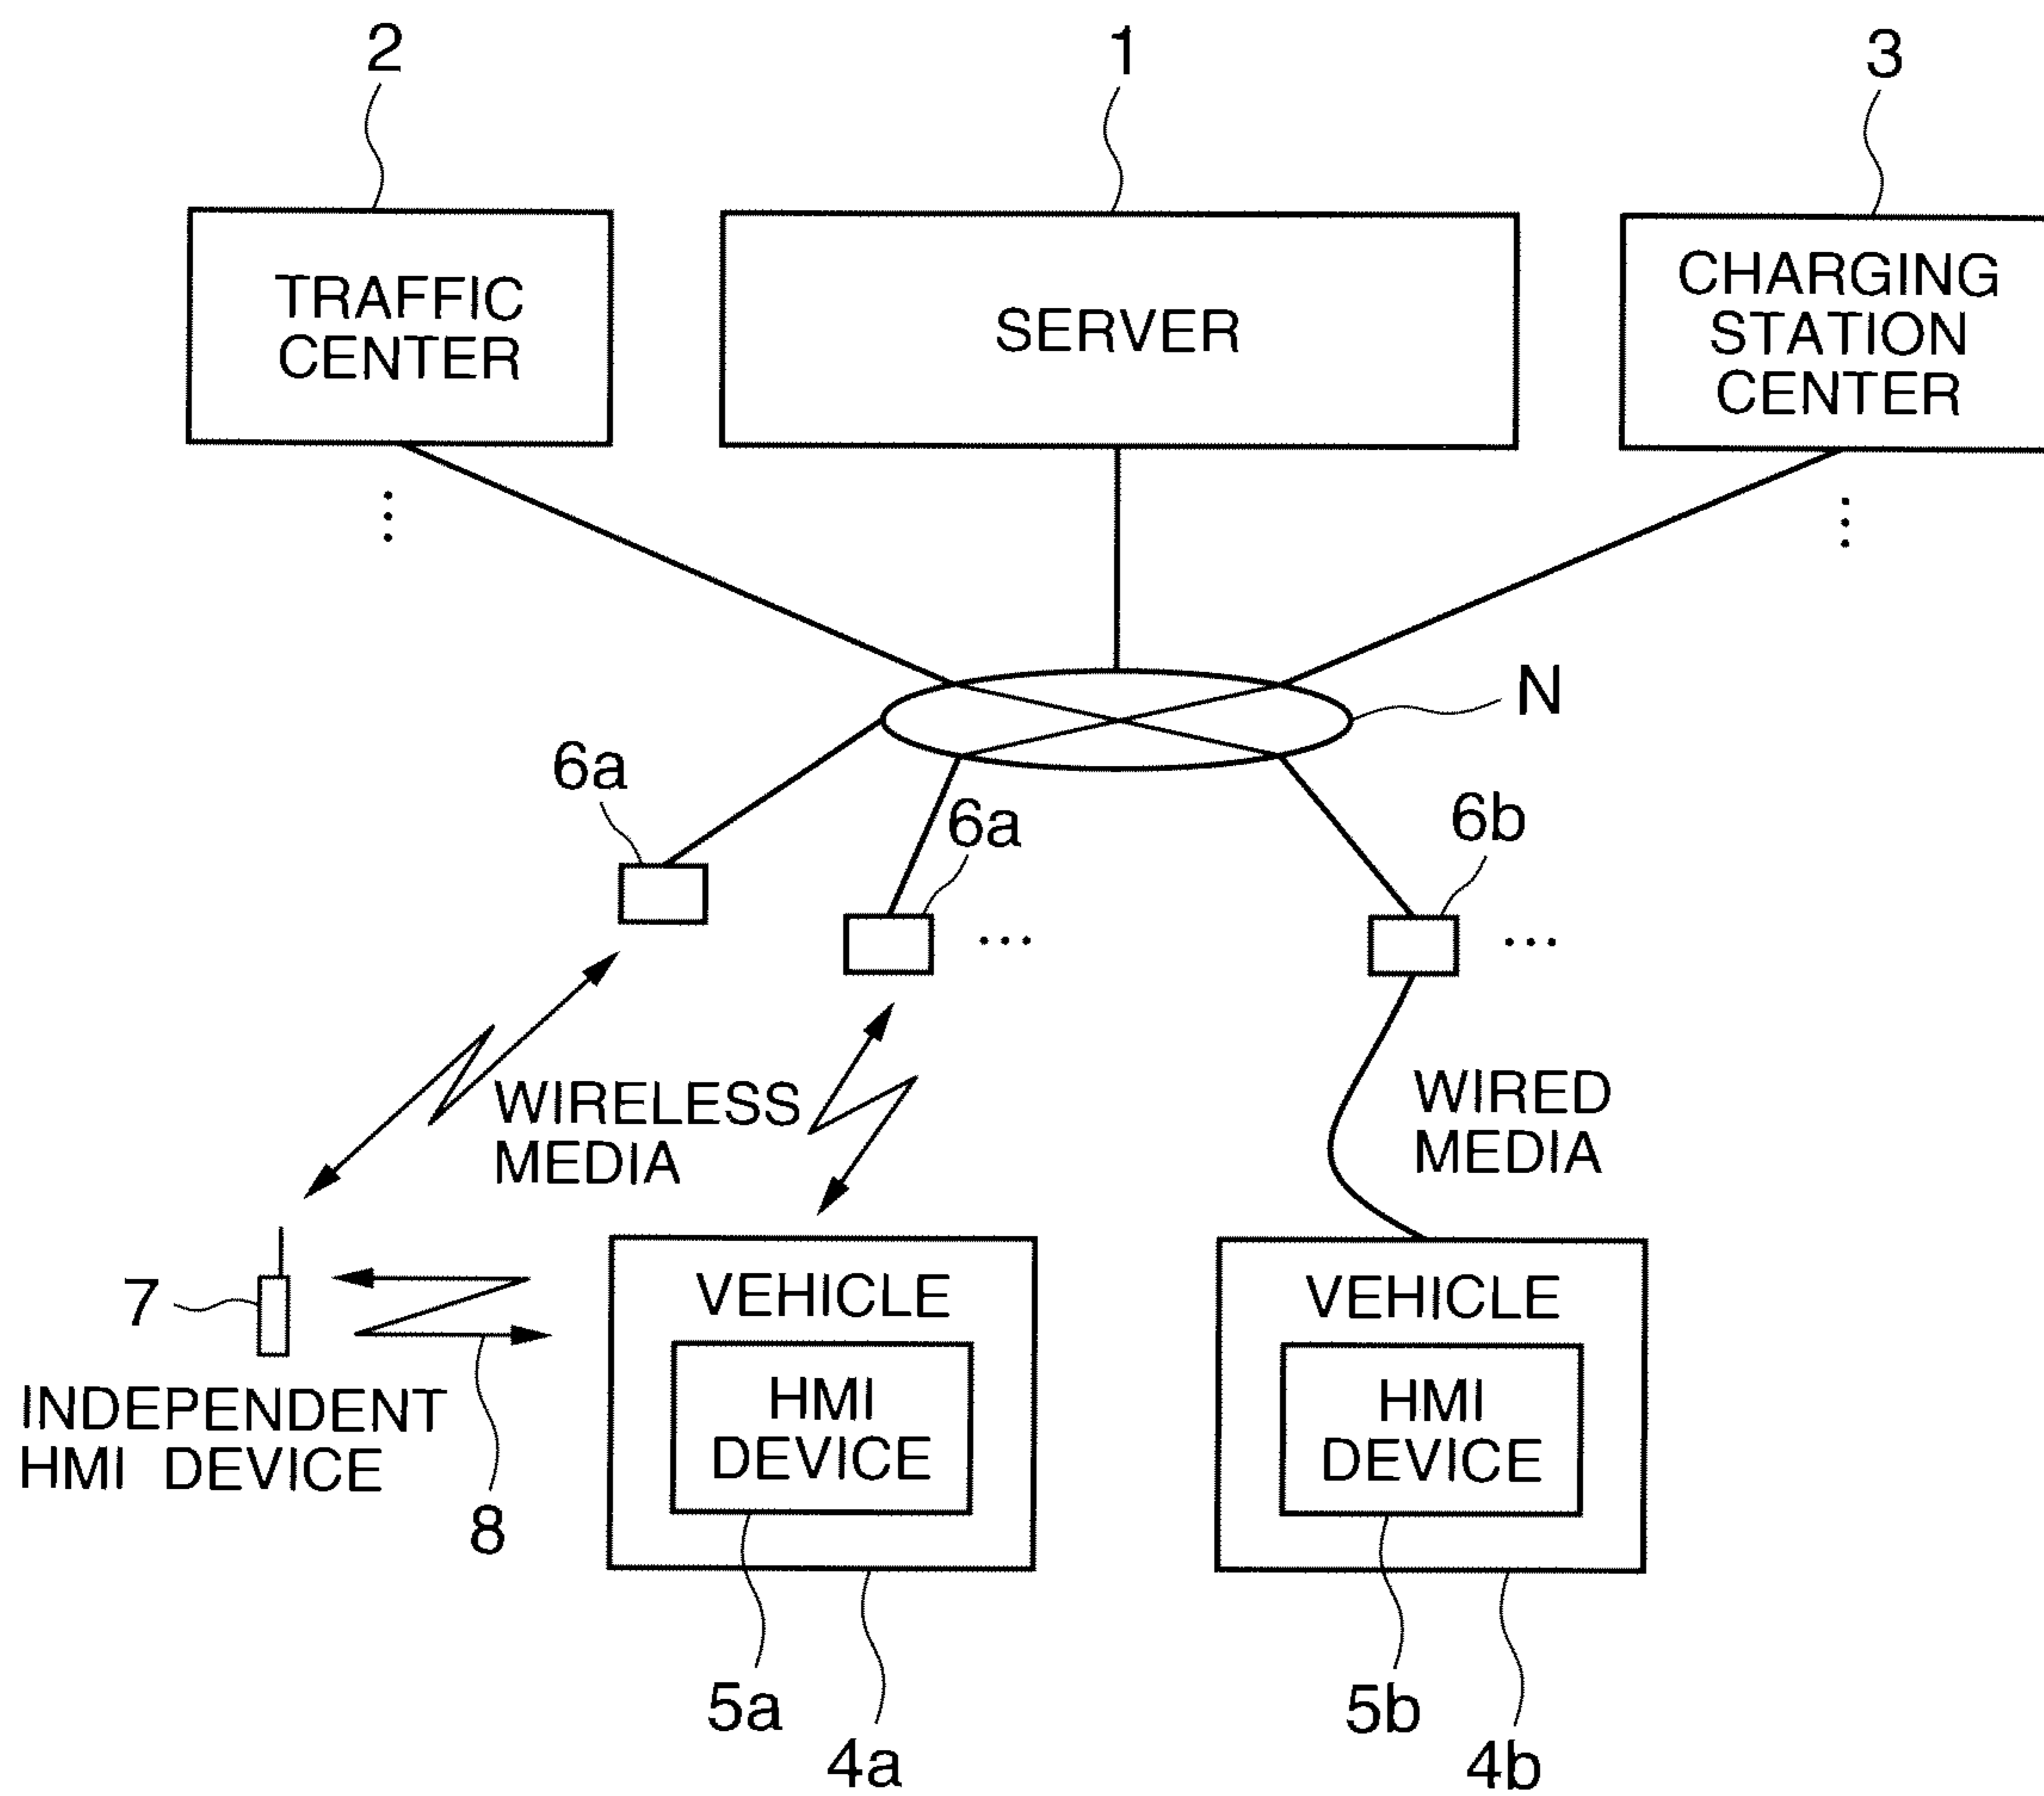 2
1
3
TRAFFIC
CENTER
SERVER
CHARGING
STATION
CENTER
N
6a
6a
6b
WIRELESS
MEDIA
WIRED
MEDIA
7
INDEPENDENT
HMI DEVICE
8
VEHICLE
HMI
DEVICE
VEHICLE
HMI
DEVICE
5a
4a
5b
4b